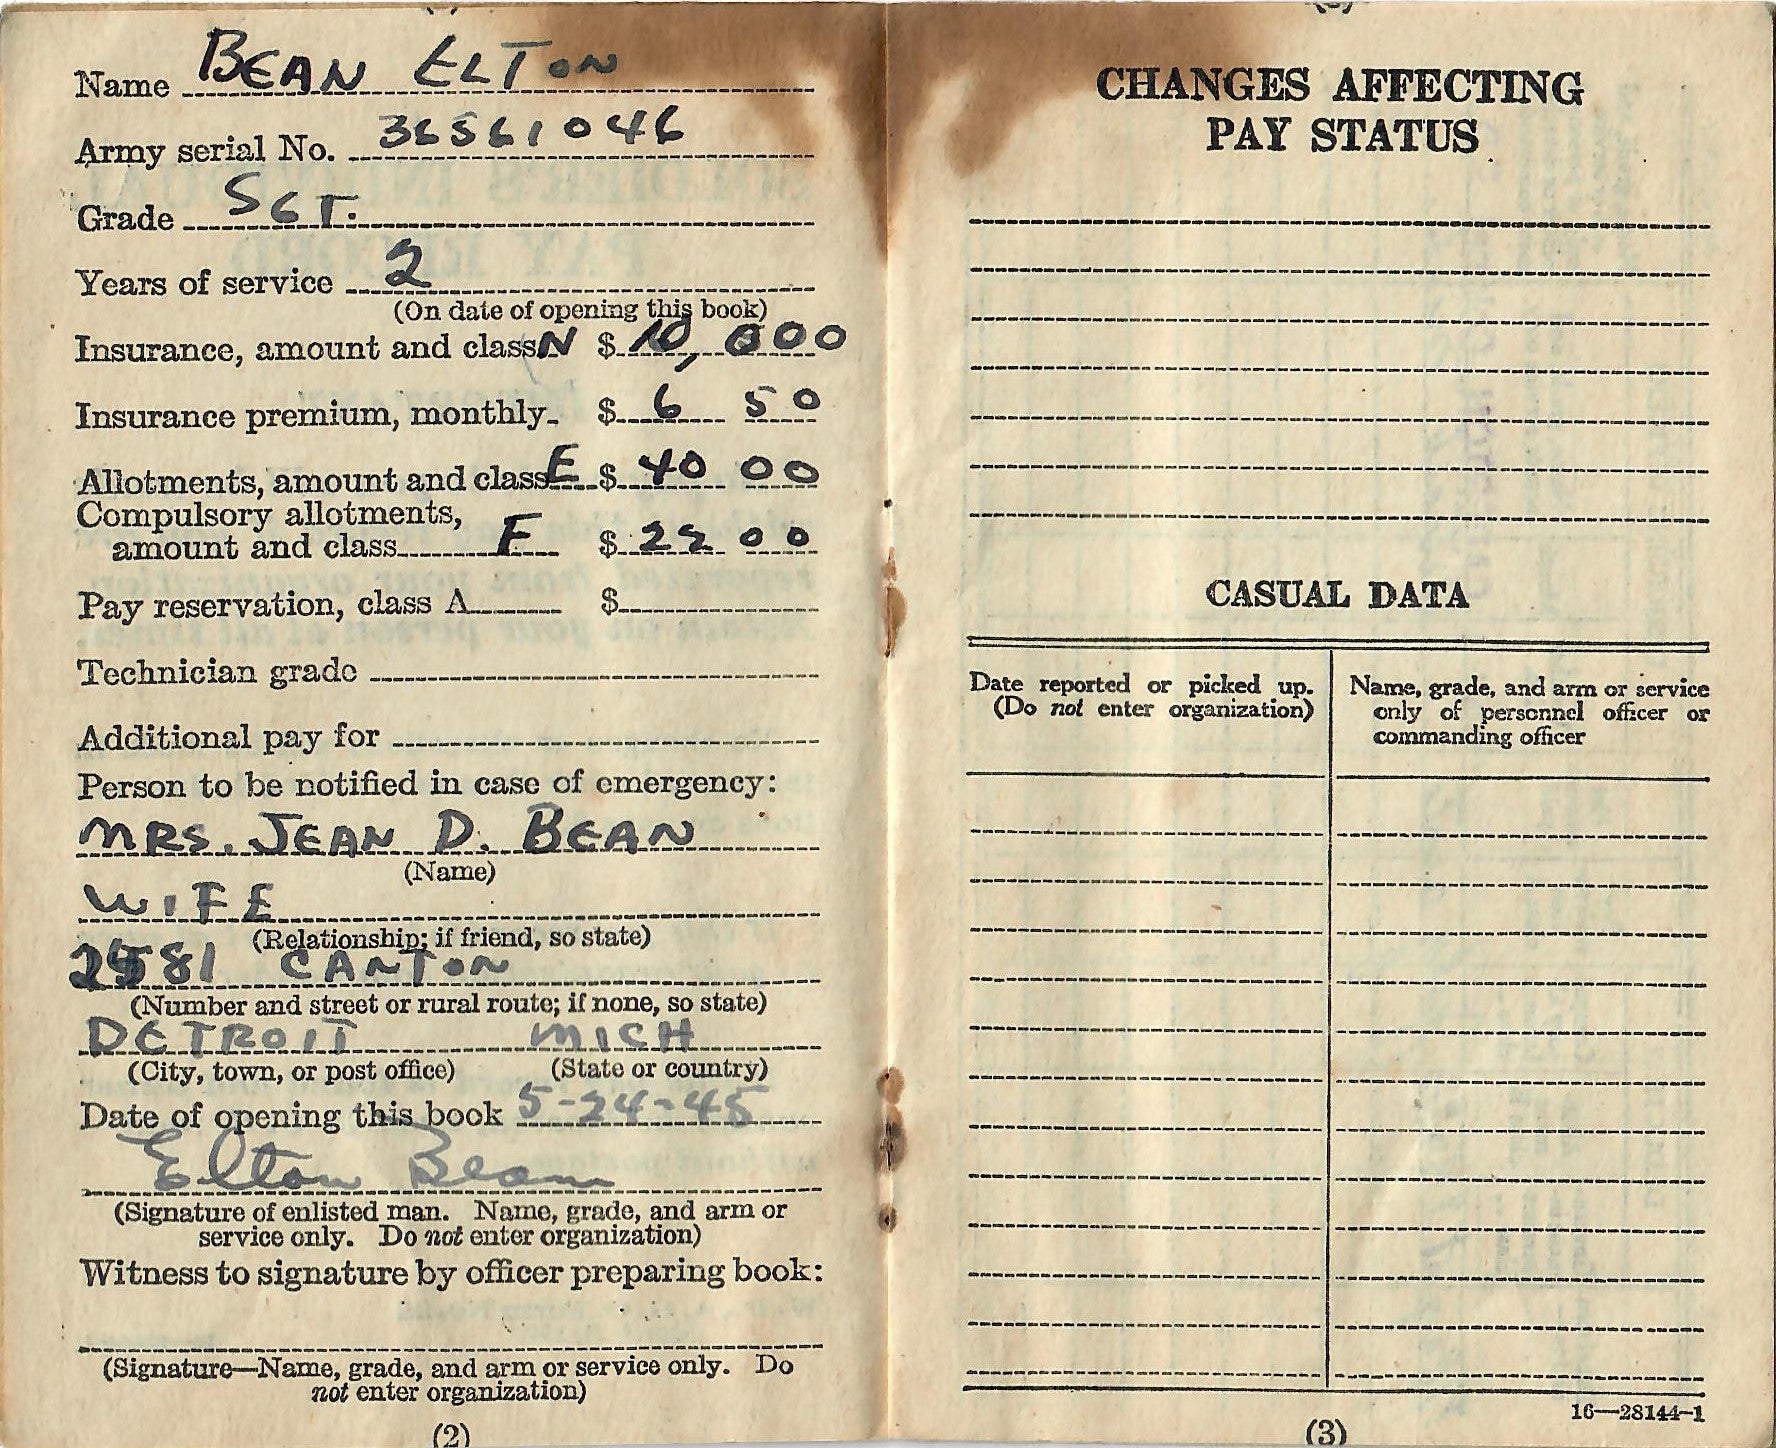 Name BEAN ELTON
Army serial No. 36561046
Grade SGT.
Years of service 2
(On date of opening this book)
Insurance, amount and class N $ 10,000
Insurance premium, monthly $ 6 50
Allotments, amount and class E $ 40 00
Compulsory allotments,
amount and class F $ 22 00
Pay reservation, class A $
Technician grade
Additional pay for
Person to be notified in case of emergency:
MRS. JEAN D. BEAN
(Name)
WIFE
(Relationship; if friend, so state)
CANTON
(Number and street or rural route; if none, so state)
DETROIT MICH
(City, town, or post office) (State or country)
Date of opening this book 5-24-45
Elton Bean
(Signature of enlisted man. Name, grade, and arm or
service only. Do not enter organization)
Witness to signature by officer preparing book:
(Signature—Name, grade, and arm or service only. Do
not enter organization)
(2)
CHANGES AFFECTING
PAY STATUS
CASUAL DATA
Date reported or picked up.
(Do not enter organization)
Name, grade, and arm or service
only of personnel officer or
commanding officer
16—28144-1
(3)